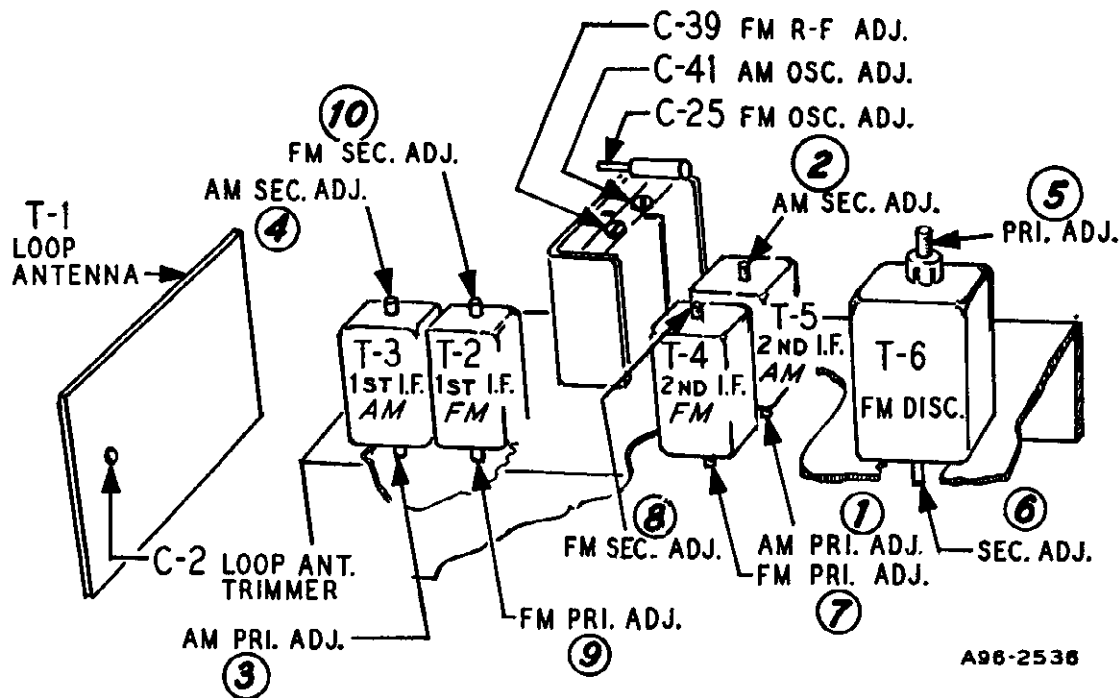 C-39 FM R-F ADJ.
C-41 AM OSC. ADJ.
C-25 FM OSC. ADJ.
10
FM SEC. ADJ.
AM SEC. ADJ.
4
2
AM SEC. ADJ.
5
PRI. ADJ.
T-1
LOOP
ANTENNA
T-3
1ST I.F.
AM
T-2
1ST I.F.
FM
T-4
2ND I.F.
FM
T-5
2ND I.F.
AM
T-6
FM DISC.
C-2 LOOP ANT.
TRIMMER
8
FM SEC. ADJ.
1
AM PRI. ADJ.
FM PRI. ADJ.
7
6
SEC. ADJ.
AM PRI. ADJ.
3
FM PRI. ADJ.
9
A96-2536